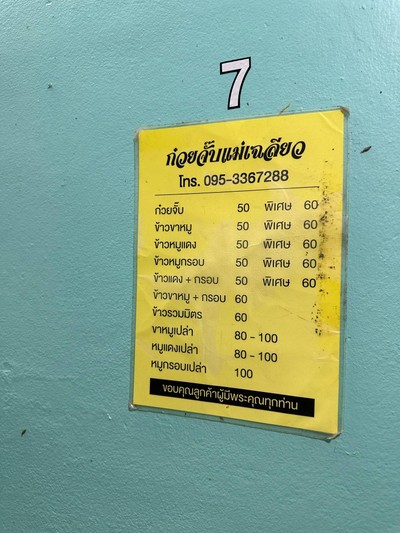 7
ก๋วยจั๊บแม่เฉลียว
โทร. 095-3367288
ก๋วยจั๊บ 50 พิเศษ 60
ข้าวขาหมู 50 พิเศษ 60
ข้าวหมูแดง 50 พิเศษ 60
ข้าวหมูกรอบ 50 พิเศษ 60
ข้าวแดง + กรอบ 50 พิเศษ 60
ข้าวขาหมู + กรอบ 60
ข้าวรวมมิตร 60
ขาหมูเปล่า 80 - 100
หมูแดงเปล่า 80 - 100
หมูกรอบเปล่า 100
ขอบคุณลูกค้าผู้มีพระคุณทุกท่าน